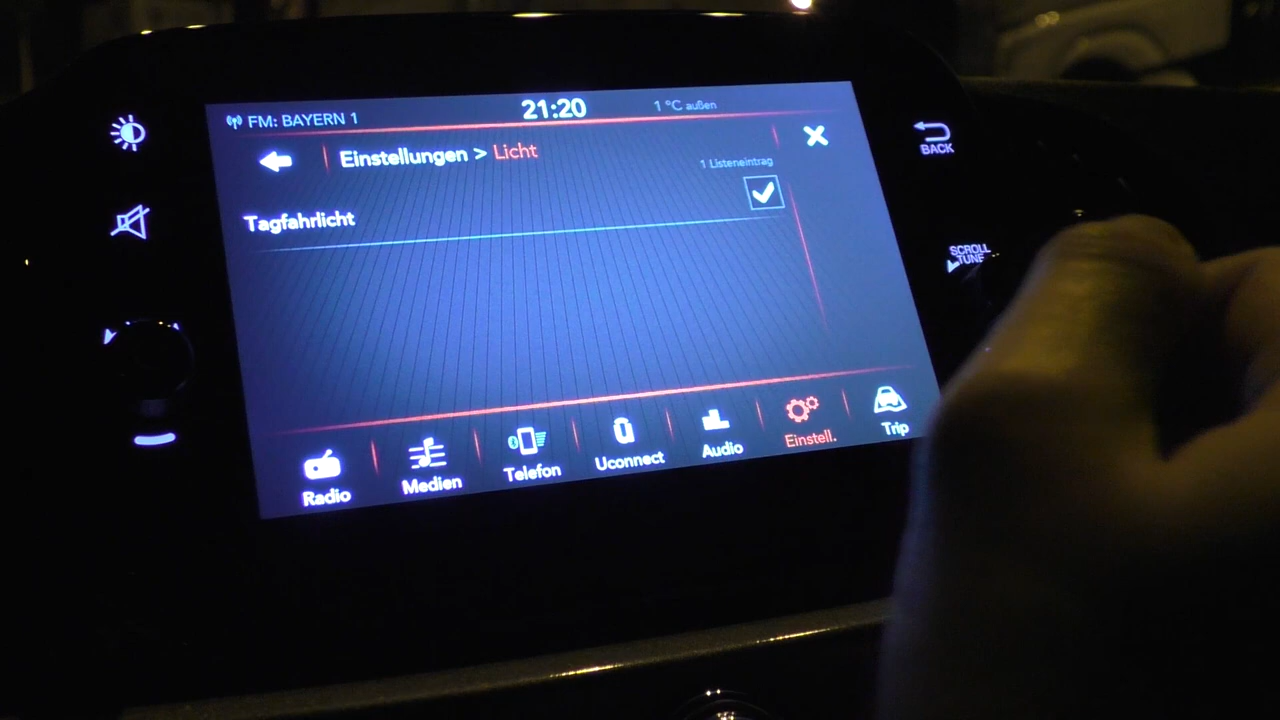 FM: BAYERN 1
21:20
1 °C außen
BACK
Einstellungen > Licht
1 Listeneintrag
Tagfahrlicht
SCROLL
TUNE
Radio
Medien
Telefon
Uconnect
Audio
Einstell.
Trip